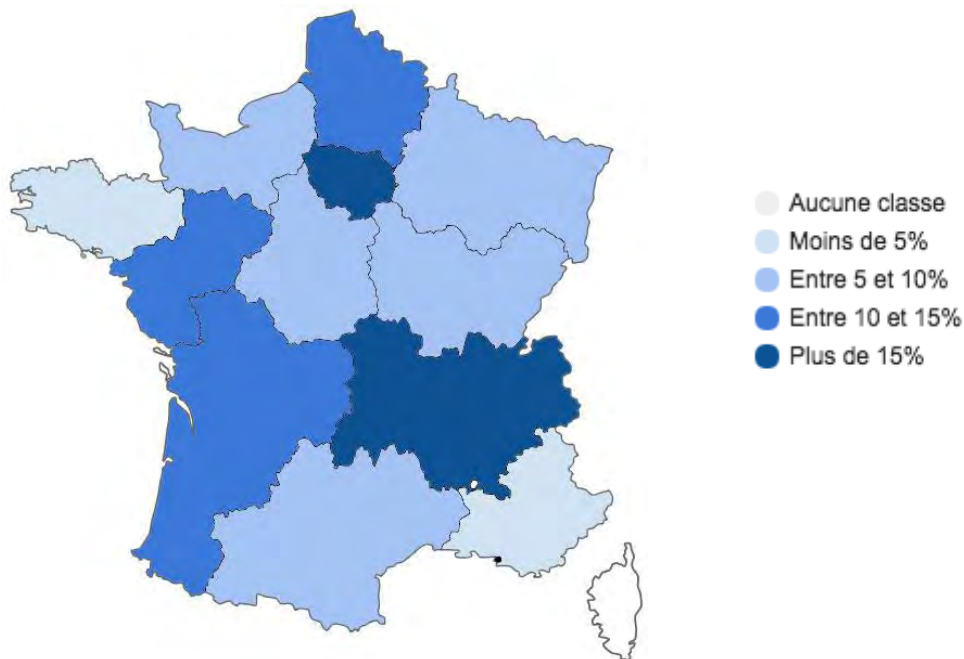 Aucune classe
Moins de 5%
Entre 5 et 10%
Entre 10 et 15%
Plus de 15%